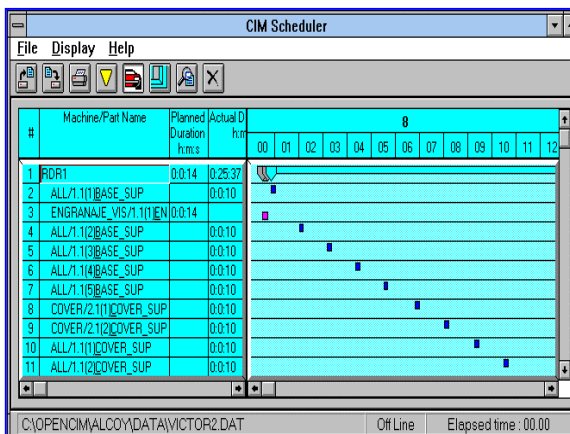 CIM Scheduler
File Display Help
# Machine/Part Name Planned Duration h:m:s Actual D h:m
8
00 01 02 03 04 05 06 07 08 09 10 11 12
1 RDR1 0:0:14 0:25:37
2 ALL/1.1(1)BASE_SUP 0:0:10
3 ENGRANAJE_VIS/1.1(1)EN 0:0:14
4 ALL/1.1(2)BASE_SUP 0:0:10
5 ALL/1.1(3)BASE_SUP 0:0:10
6 ALL/1.1(4)BASE_SUP 0:0:10
7 ALL/1.1(5)BASE_SUP 0:0:10
8 COVER/2.1(1)COVER_SUP 0:0:10
9 COVER/2.1(2)COVER_SUP 0:0:10
10 ALL/1.1(1)COVER_SUP 0:0:10
11 ALL/1.1(2)COVER_SUP 0:0:10
C:\OPENCIM\ALCOY\DATA\VICTOR2.DAT Off Line Elapsed time : 00.00